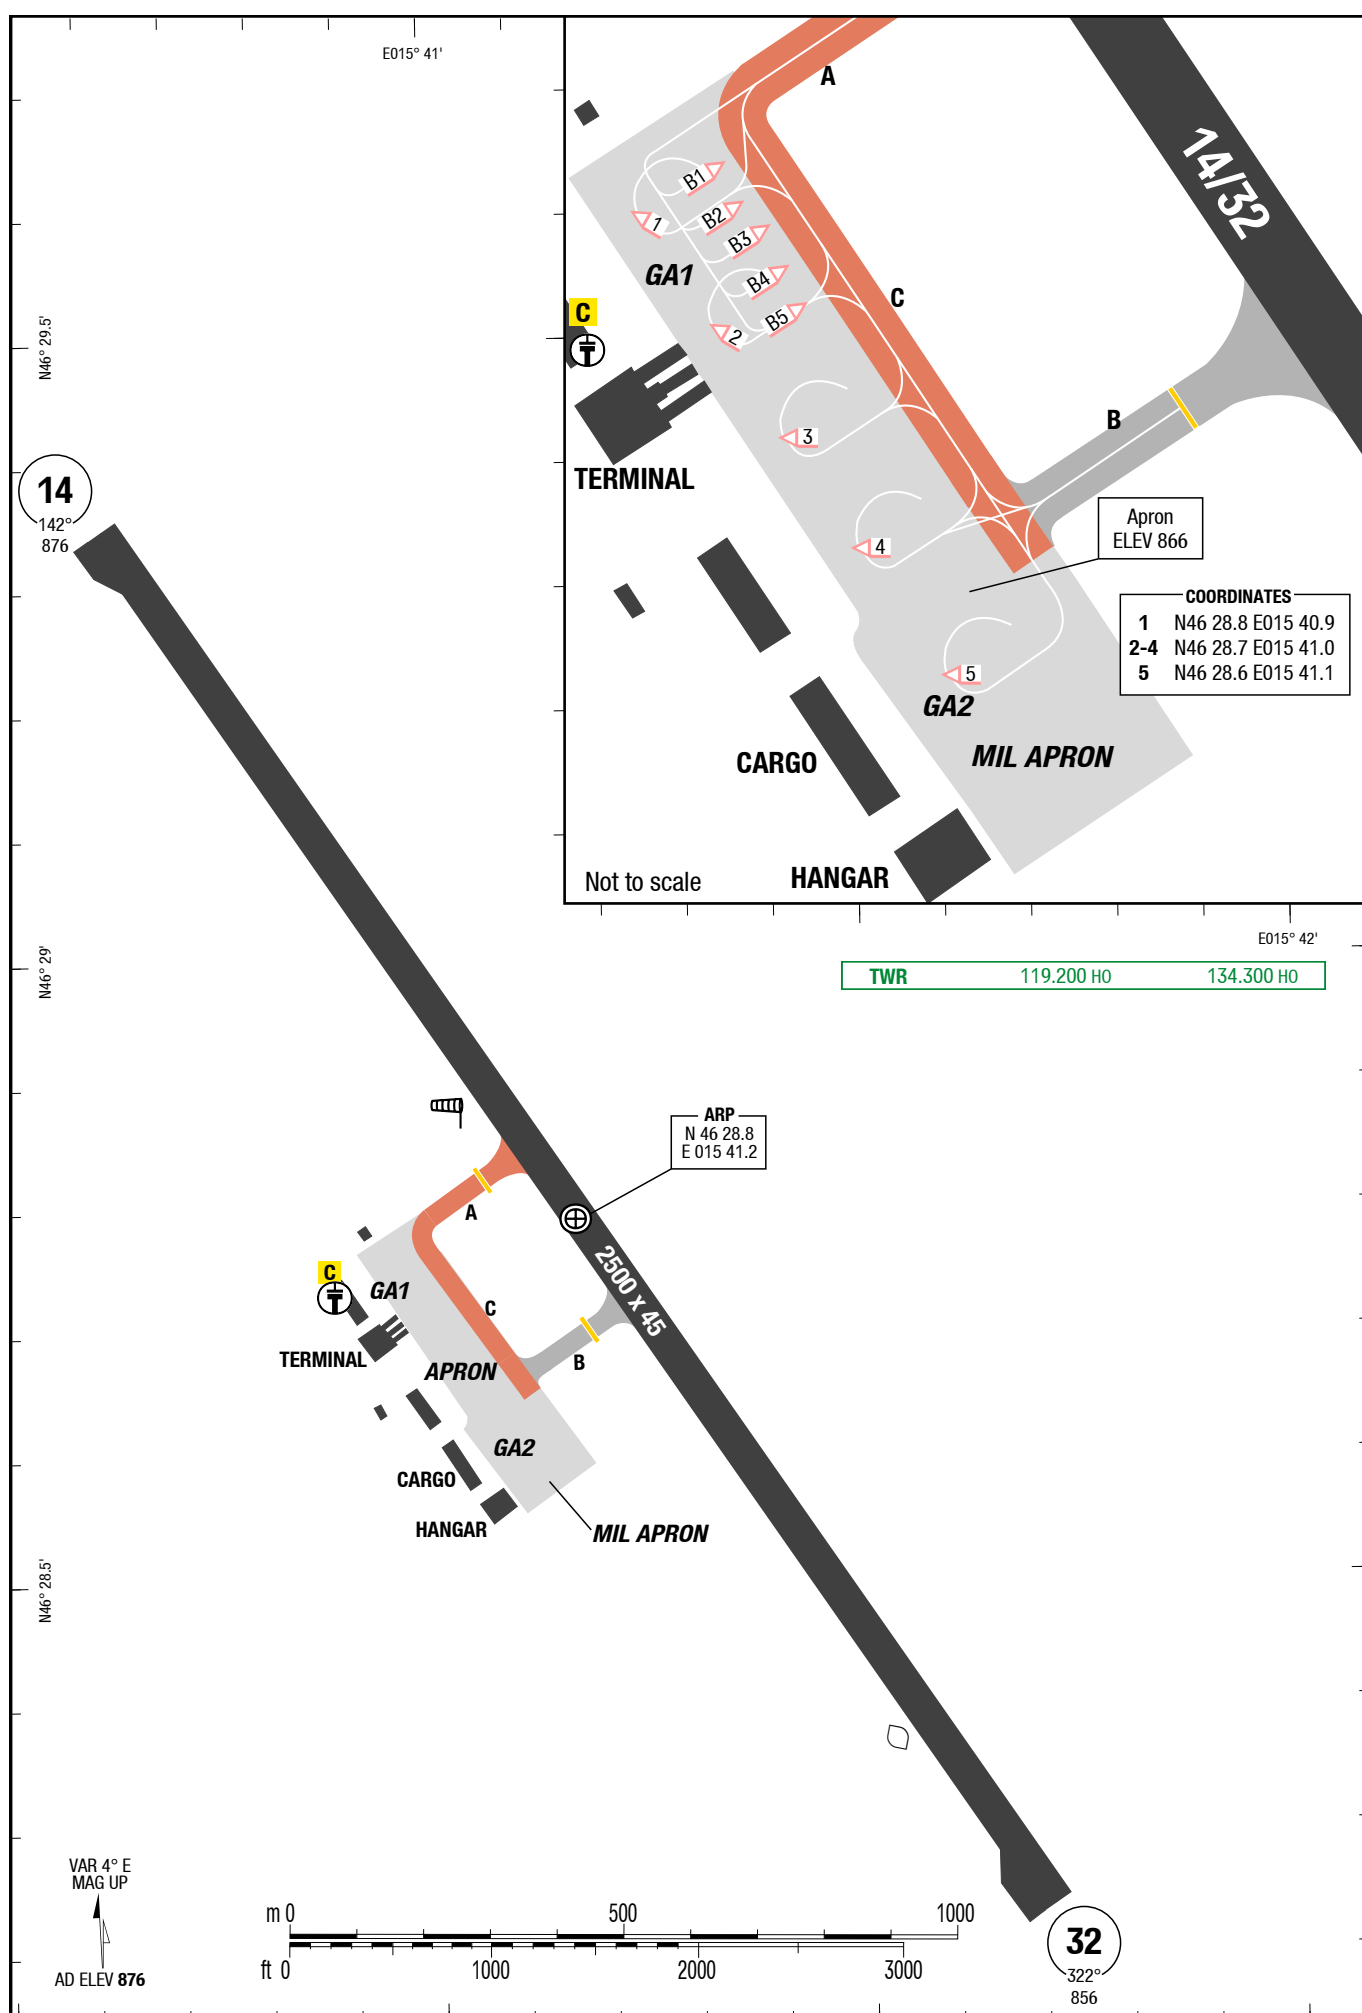 E015° 41'
A
14/32
B1
1
B2
B3
GA1
B4
C
C
B5
2
N46° 29.5'
B
3
TERMINAL
14
142°
876
4
Apron
ELEV 866
COORDINATES
1 N46 28.8 E015 40.9
2-4 N46 28.7 E015 41.0
5 N46 28.6 E015 41.1
5
GA2
MIL APRON
CARGO
HANGAR
Not to scale
E015° 42'
N46° 29'
TWR 119.200 HO 134.300 HO
ARP
N 46 28.8
E 015 41.2
A
2500 x 45
C
GA1
C
TERMINAL
APRON
B
GA2
CARGO
HANGAR
MIL APRON
N46° 28.5'
VAR 4° E
MAG UP
AD ELEV 876
m 0 500 1000
ft 0 1000 2000 3000
32
322°
856